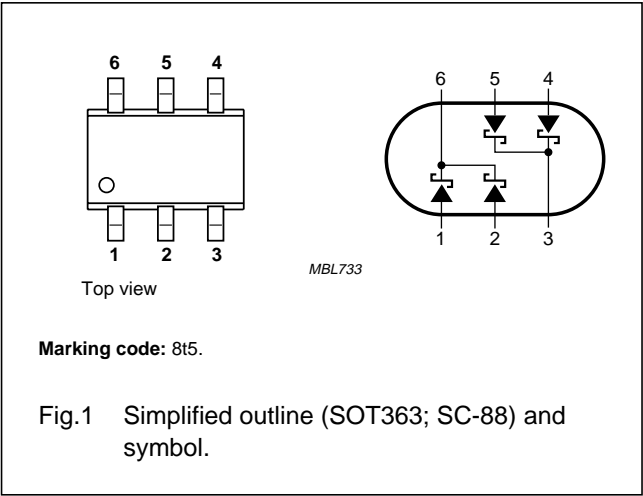 6 5 4
1 2 3
Top view
6 5 4
1 2 3
MBL733
Marking code: 8t5.
Fig.1 Simplified outline (SOT363; SC-88) and
symbol.